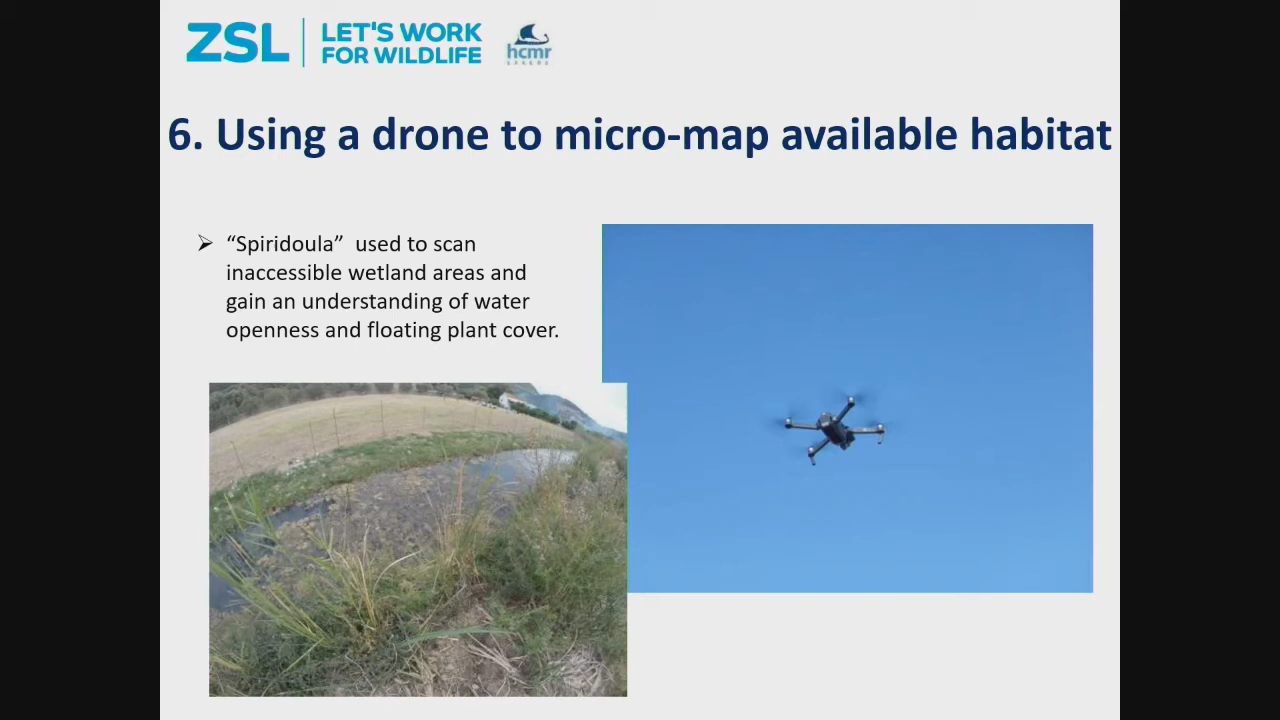 ZSL
LET'S WORK
FOR WILDLIFE
hcmr
6. Using a drone to micro-map available habitat
“Spiridoula”  used to scan
inaccessible wetland areas and
gain an understanding of water
openness and floating plant cover.